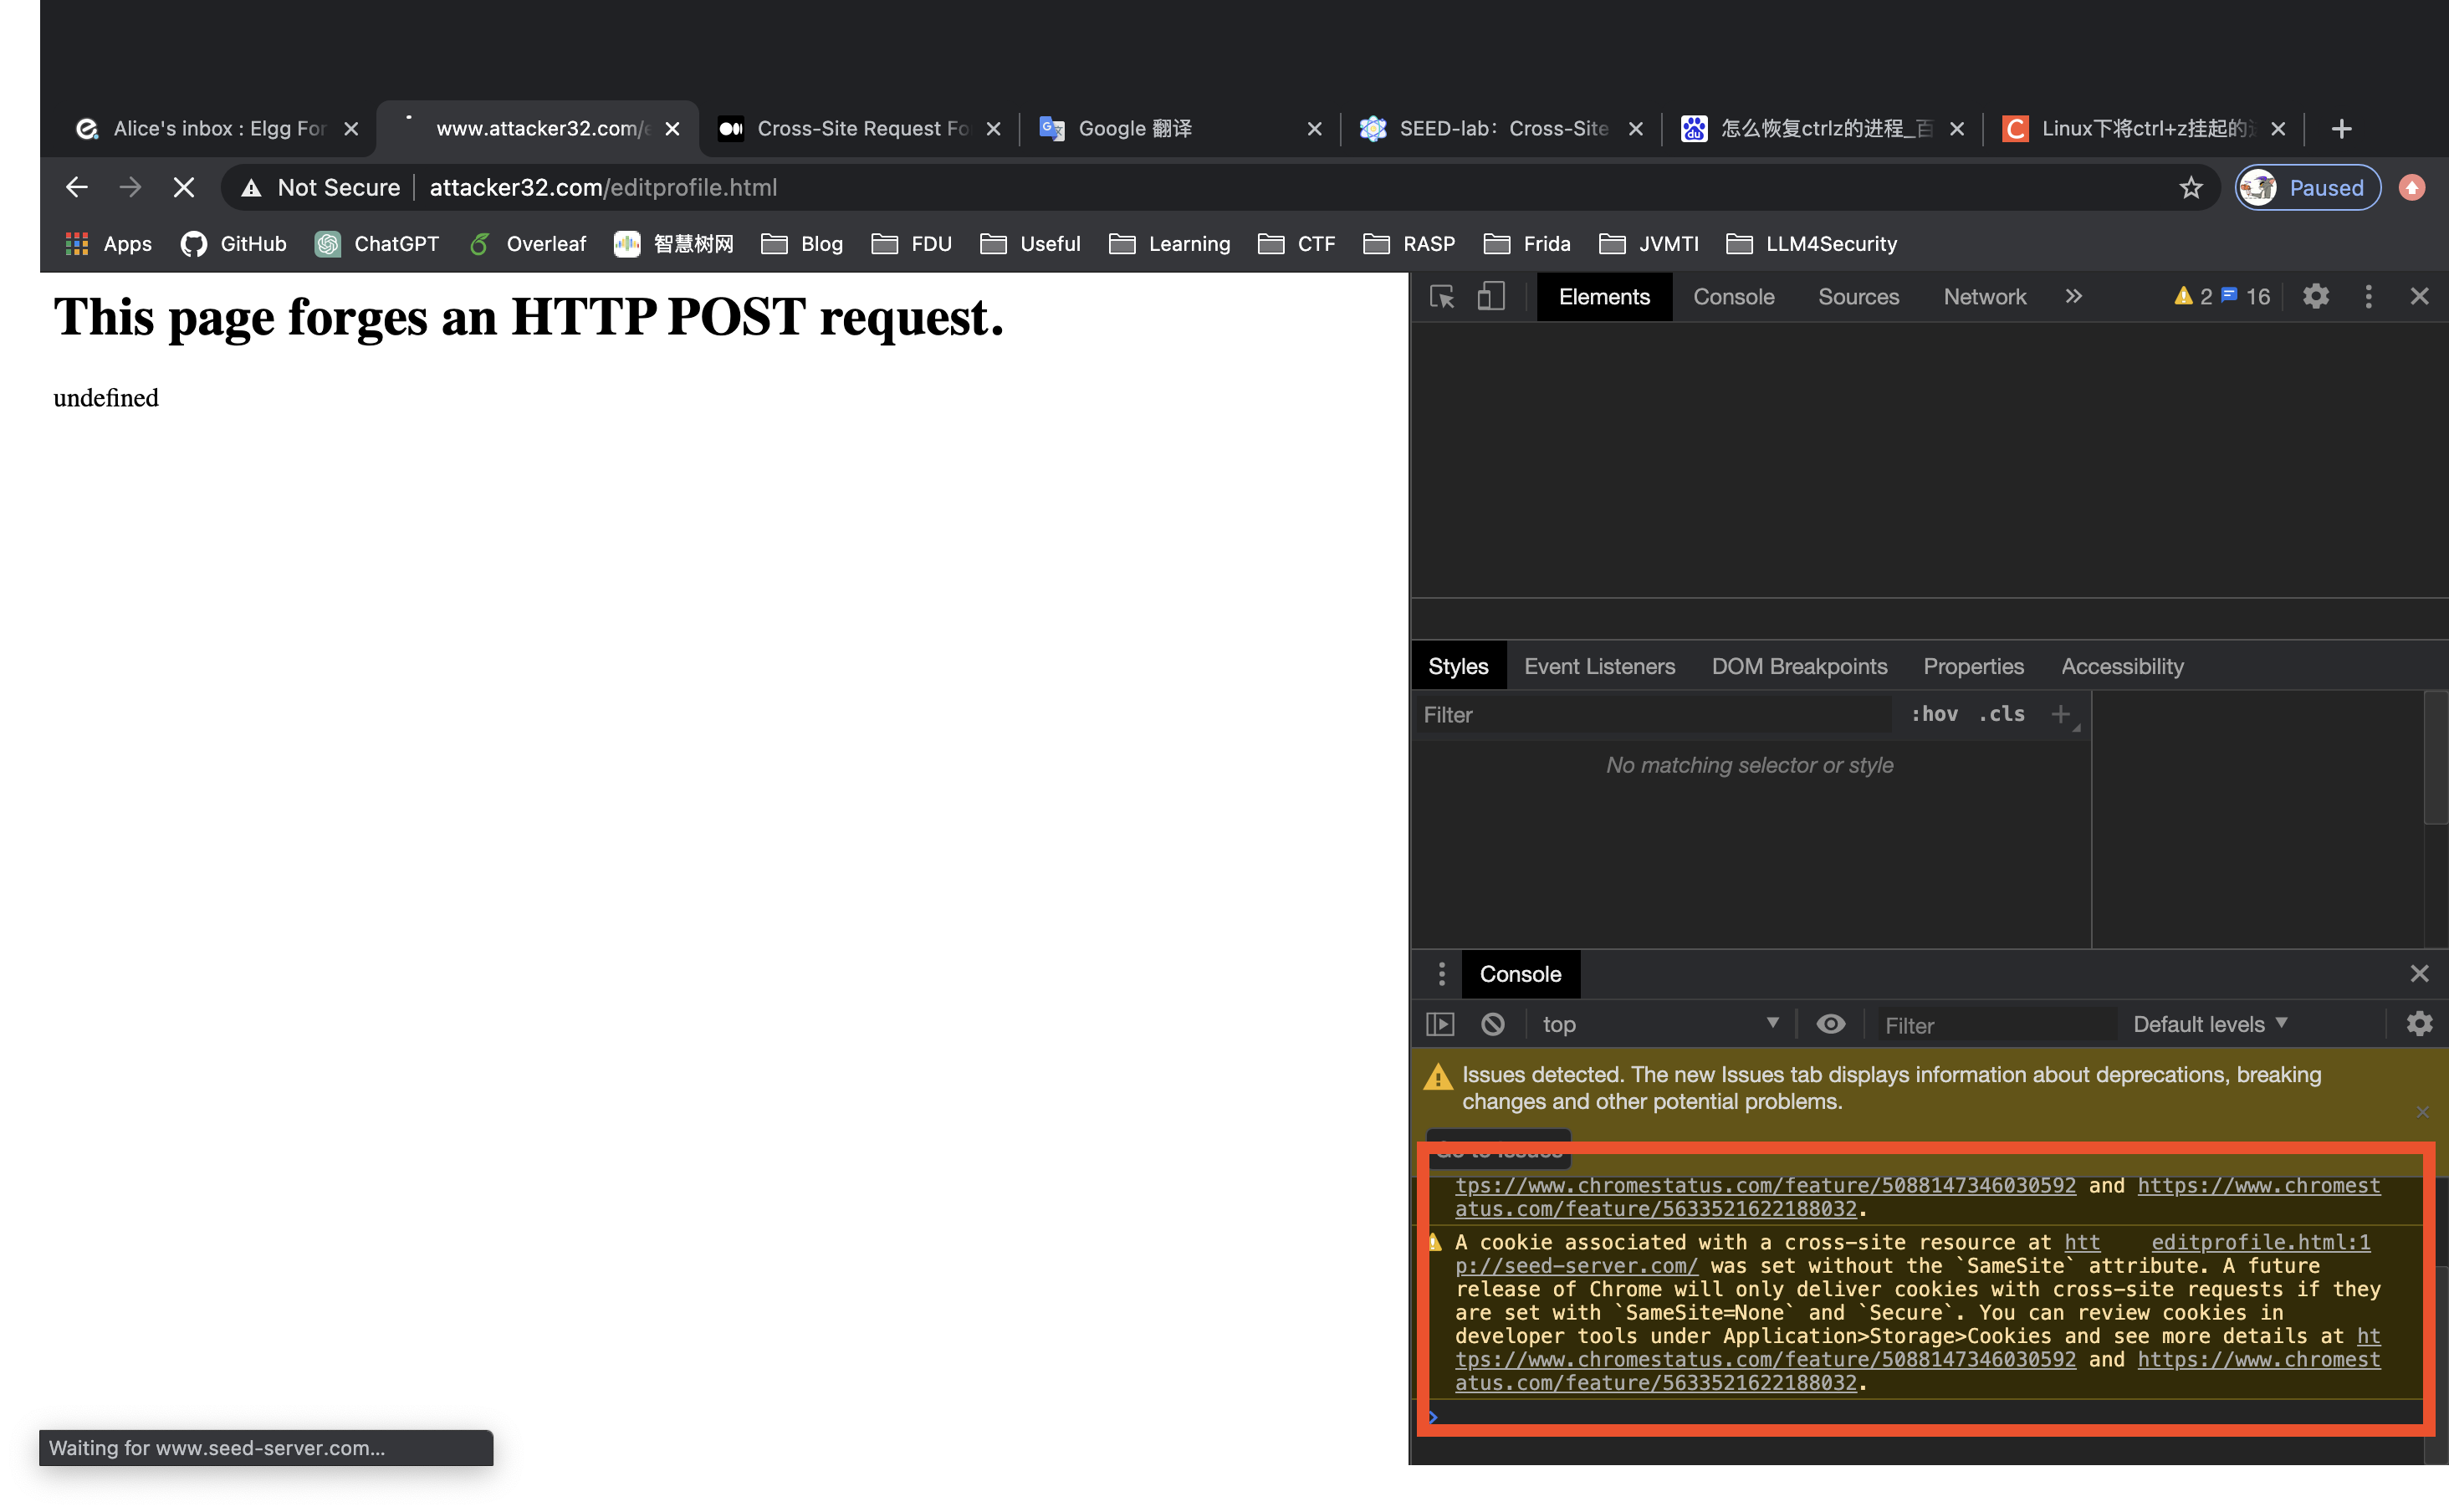 Alice's inbox : Elgg For
www.attacker32.com/e
Cross-Site Request Fo
Google 翻译
SEED-lab：Cross-Site
怎么恢复ctrlz的进程_百
Linux下将ctrl+z挂起的
Not Secure
attacker32.com/editprofile.html
Paused
Apps
GitHub
ChatGPT
Overleaf
智慧树网
Blog
FDU
Useful
Learning
CTF
RASP
Frida
JVMTI
LLM4Security
This page forges an HTTP POST request.
undefined
Elements
Console
Sources
Network
2
16
Styles
Event Listeners
DOM Breakpoints
Properties
Accessibility
Filter
:hov
.cls
No matching selector or style
Console
top
Filter
Default levels
Issues detected. The new Issues tab displays information about deprecations, breaking
changes and other potential problems.
Go to Issues
tps://www.chromestatus.com/feature/5088147346030592 and https://www.chromest
atus.com/feature/5633521622188032.
A cookie associated with a cross-site resource at htt editprofile.html:1
p://seed-server.com/ was set without the `SameSite` attribute. A future
release of Chrome will only deliver cookies with cross-site requests if they
are set with `SameSite=None` and `Secure`. You can review cookies in
developer tools under Application>Storage>Cookies and see more details at ht
tps://www.chromestatus.com/feature/5088147346030592 and https://www.chromest
atus.com/feature/5633521622188032.
Waiting for www.seed-server.com...